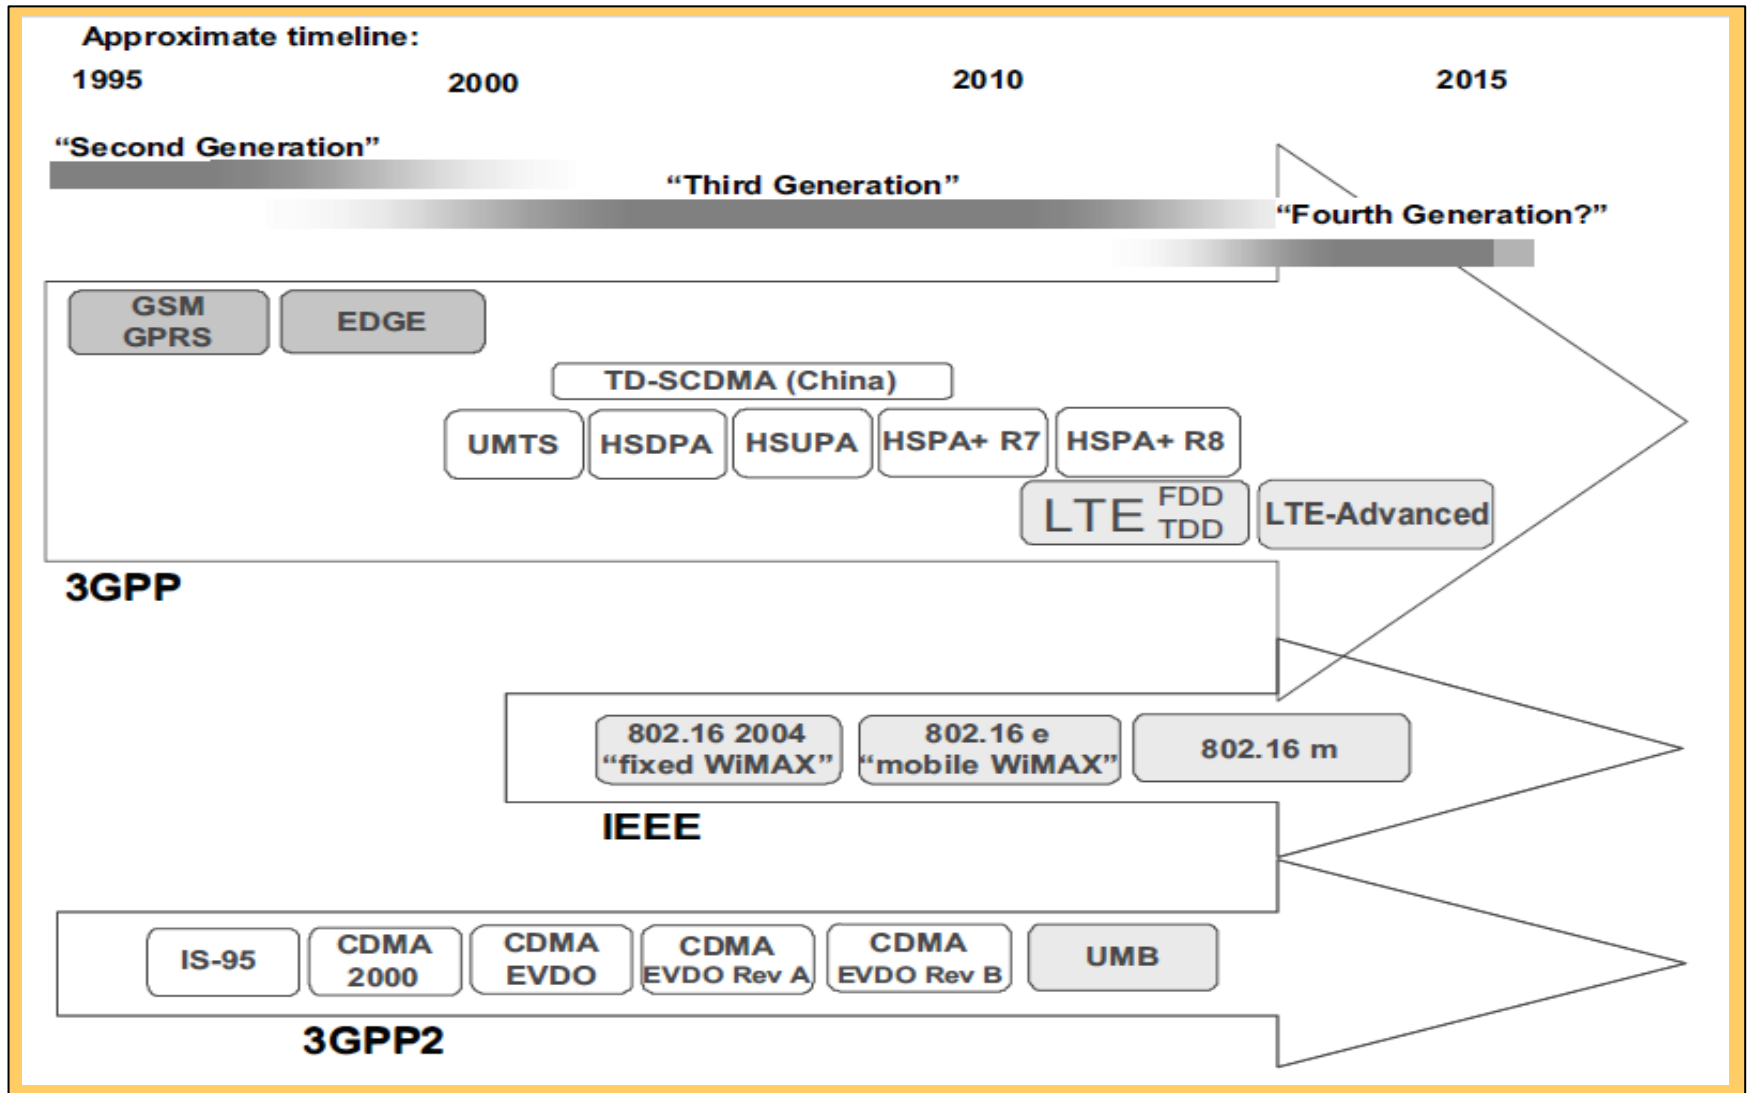 Approximate timeline:
1995 2000 2010 2015
“Second Generation”
“Third Generation”
“Fourth Generation?”
GSM
GPRS
EDGE
TD-SCDMA (China)
UMTS
HSDPA
HSUPA
HSPA+ R7
HSPA+ R8
LTE FDD
TDD
LTE-Advanced
3GPP
802.16 2004
“fixed WiMAX”
802.16 e
“mobile WiMAX”
802.16 m
IEEE
IS-95
CDMA
2000
CDMA
EVDO
CDMA
EVDO Rev A
CDMA
EVDO Rev B
UMB
3GPP2